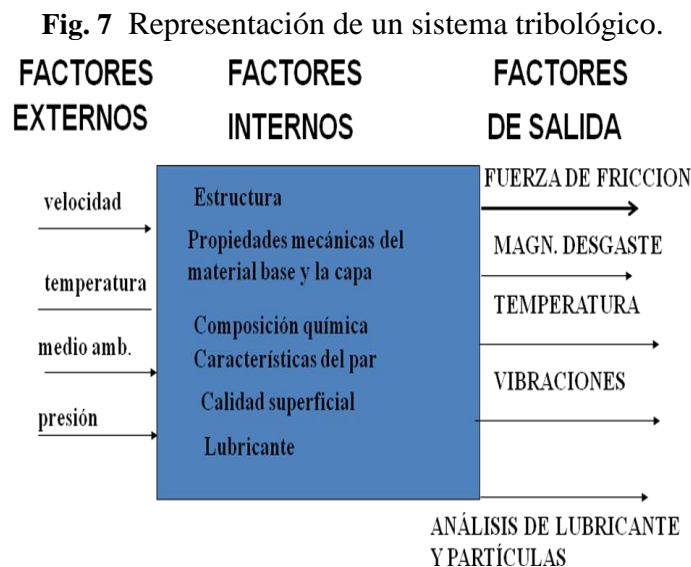 Fig. 7 Representación de un sistema tribológico.
FACTORES
EXTERNOS
FACTORES
INTERNOS
FACTORES
DE SALIDA
velocidad
temperatura
medio amb.
presión
Estructura
Propiedades mecánicas del
material base y la capa
Composición química
Características del par
Calidad superficial
Lubricante
FUERZA DE FRICCION
MAGN. DESGASTE
TEMPERATURA
VIBRACIONES
ANÁLISIS DE LUBRICANTE
Y PARTÍCULAS